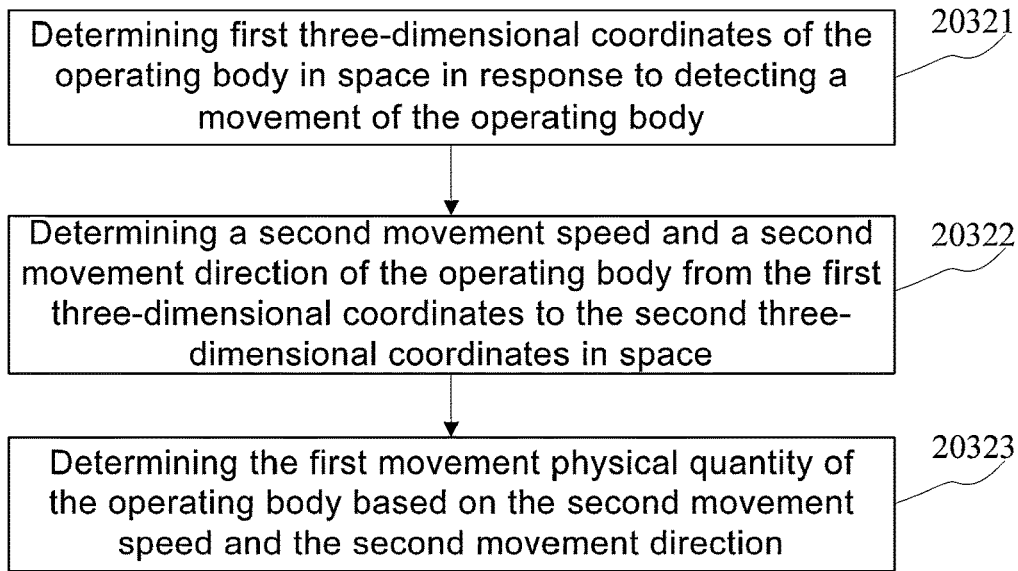 Determining first three-dimensional coordinates of the
operating body in space in response to detecting a
movement of the operating body
20321
Determining a second movement speed and a second
movement direction of the operating body from the first
three-dimensional coordinates to the second three-
dimensional coordinates in space
20322
Determining the first movement physical quantity of
the operating body based on the second movement
speed and the second movement direction
20323